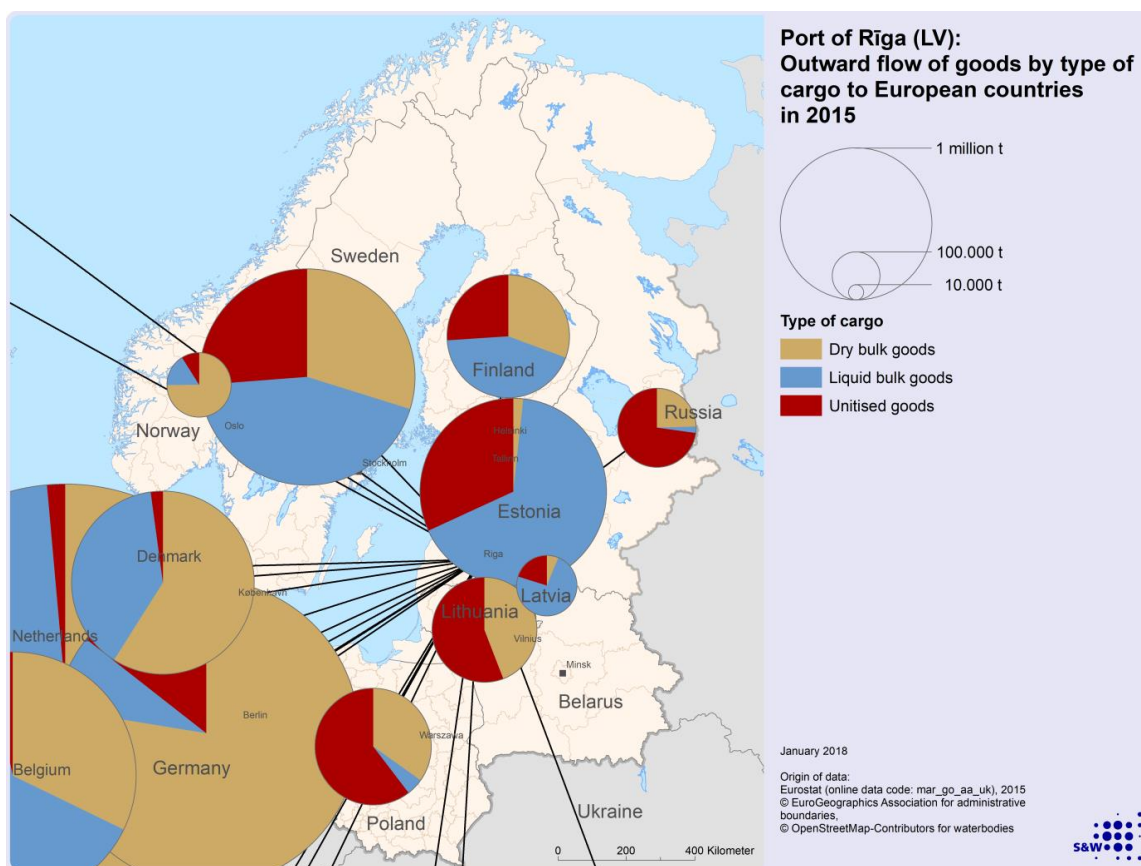 Port of Rīga (LV):
Outward flow of goods by type of
cargo to European countries
in 2015
1 million t
100.000 t
10.000 t
Type of cargo
Dry bulk goods
Liquid bulk goods
Unitised goods
Sweden
Finland
Russia
Norway
Oslo
Helsinki
Tallinn
Stockholm
Estonia
Riga
Denmark
København
Latvia
Lithuania
Vilnius
Netherlands
Minsk
Belarus
Berlin
Warszawa
Belgium
Germany
Poland
Ukraine
0 200 400 Kilometer
January 2018
Origin of data:
Eurostat (online data code: mar_go_aa_uk), 2015
© EuroGeographics Association for administrative
boundaries,
© OpenStreetMap-Contributors for waterbodies
S&W